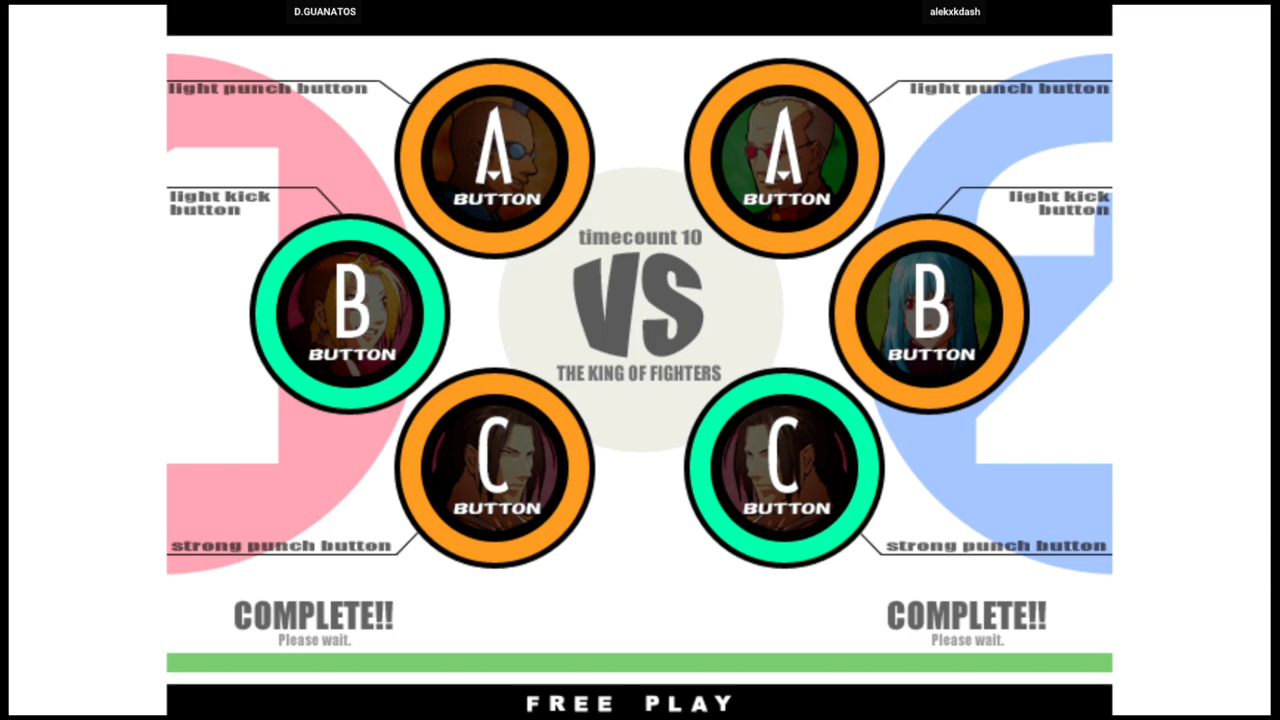 D.GUANATOS
alekxkdash
light punch button
A
BUTTON
A
BUTTON
light punch button
light kick
button
B
BUTTON
timecount 10
VS
THE KING OF FIGHTERS
B
BUTTON
light kick
button
C
BUTTON
C
BUTTON
strong punch button
strong punch button
COMPLETE!!
Please wait.
COMPLETE!!
Please wait.
FREE PLAY